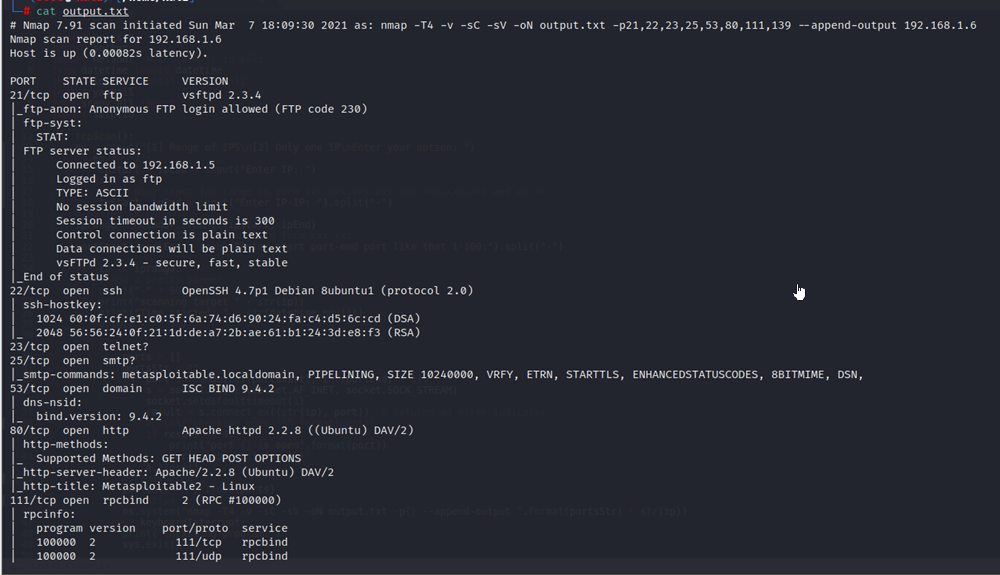 # cat output.txt
# Nmap 7.91 scan initiated Sun Mar  7 18:09:30 2021 as: nmap -T4 -v -sC -sV -oN output.txt -p21,22,23,25,53,80,111,139 --append-output 192.168.1.6
Nmap scan report for 192.168.1.6
Host is up (0.00082s latency).
PORT    STATE SERVICE     VERSION
21/tcp  open  ftp         vsftpd 2.3.4
|_ftp-anon: Anonymous FTP login allowed (FTP code 230)
| ftp-syst:
|   STAT:
| FTP server status:
|      Connected to 192.168.1.5
|      Logged in as ftp
|      TYPE: ASCII
|      No session bandwidth limit
|      Session timeout in seconds is 300
|      Control connection is plain text
|      Data connections will be plain text
|      vsFTPd 2.3.4 - secure, fast, stable
|_End of status
22/tcp  open  ssh         OpenSSH 4.7p1 Debian 8ubuntu1 (protocol 2.0)
| ssh-hostkey:
|   1024 60:0f:cf:e1:c0:5f:6a:74:d6:90:24:fa:c4:d5:6c:cd (DSA)
|_  2048 56:56:24:0f:21:1d:de:a7:2b:ae:61:b1:24:3d:e8:f3 (RSA)
23/tcp  open  telnet?
25/tcp  open  smtp?
|_smtp-commands: metasploitable.localdomain, PIPELINING, SIZE 10240000, VRFY, ETRN, STARTTLS, ENHANCEDSTATUSCODES, 8BITMIME, DSN,
53/tcp  open  domain      ISC BIND 9.4.2
| dns-nsid:
|_  bind.version: 9.4.2
80/tcp  open  http        Apache httpd 2.2.8 ((Ubuntu) DAV/2)
| http-methods:
|_  Supported Methods: GET HEAD POST OPTIONS
|_http-server-header: Apache/2.2.8 (Ubuntu) DAV/2
|_http-title: Metasploitable2 - Linux
111/tcp open  rpcbind     2 (RPC #100000)
| rpcinfo:
|   program version    port/proto  service
|   100000  2            111/tcp   rpcbind
|   100000  2            111/udp   rpcbind